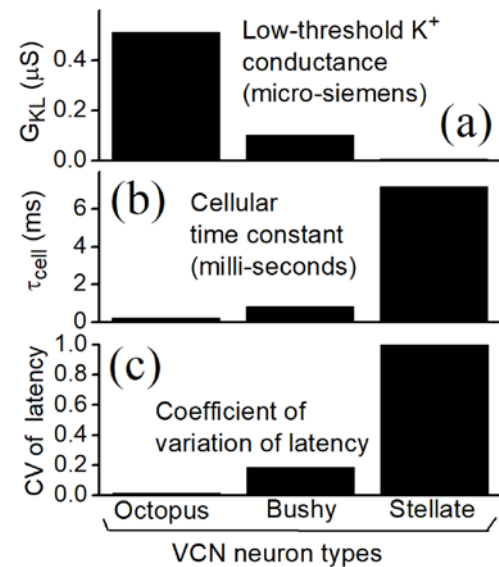 G_KL (μS)
0.4
0.0
Low-threshold K⁺
conductance
(micro-siemens)
(a)
τ_cell (ms)
6
4
2
0
(b)
Cellular
time constant
(milli-seconds)
CV of latency
1.0
0.8
0.6
0.4
0.2
0.0
(c)
Coefficient of
variation of latency
Octopus Bushy Stellate
VCN neuron types